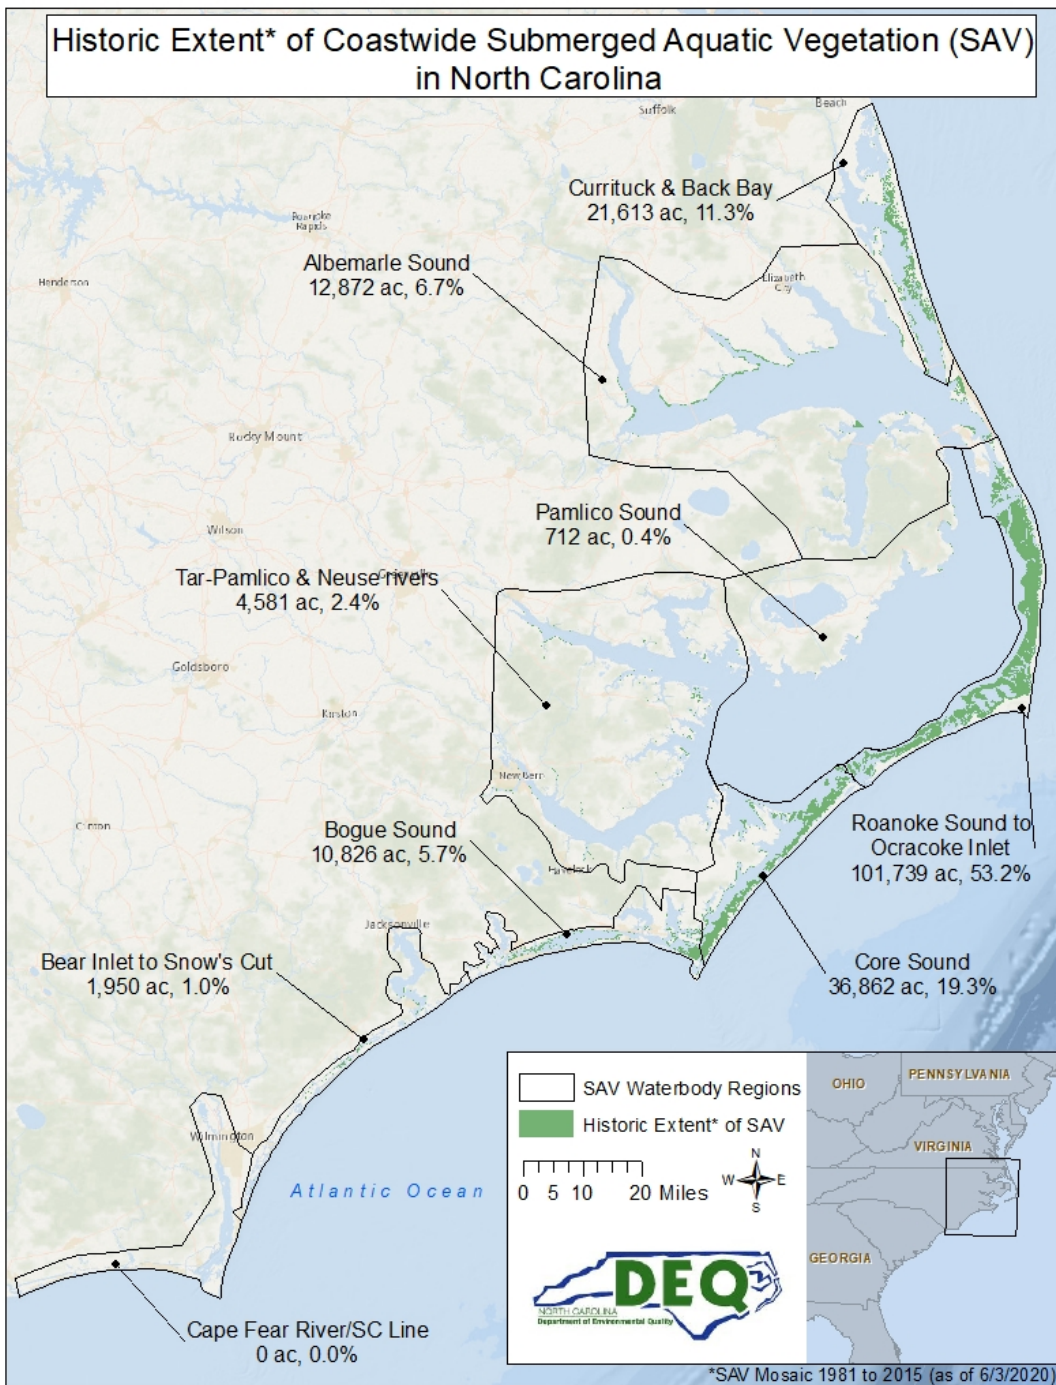 Historic Extent* of Coastwide Submerged Aquatic Vegetation (SAV)
in North Carolina
Beach
Suffolk
Currituck & Back Bay
21,613 ac, 11.3%
Roanoke
Rapids
Albemarle Sound
12,872 ac, 6.7%
Henderson
Elizabeth
City
Rocky Mount
Pamlico Sound
712 ac, 0.4%
Wilson
Tar-Pamlico & Neuse rivers
4,581 ac, 2.4%
Goldsboro
Kinston
New Bern
Clinton
Bogue Sound
10,826 ac, 5.7%
Havelock
Roanoke Sound to
Ocracoke Inlet
101,739 ac, 53.2%
Jacksonville
Bear Inlet to Snow's Cut
1,950 ac, 1.0%
Core Sound
36,862 ac, 19.3%
Wilmington
Atlantic Ocean
Cape Fear River/SC Line
0 ac, 0.0%
SAV Waterbody Regions
Historic Extent* of SAV
0 5 10 20 Miles
N
W E
S
DEQ
NORTH CAROLINA
Department of Environmental Quality
OHIO
PENNSYLVANIA
VIRGINIA
GEORGIA
*SAV Mosaic 1981 to 2015 (as of 6/3/2020)